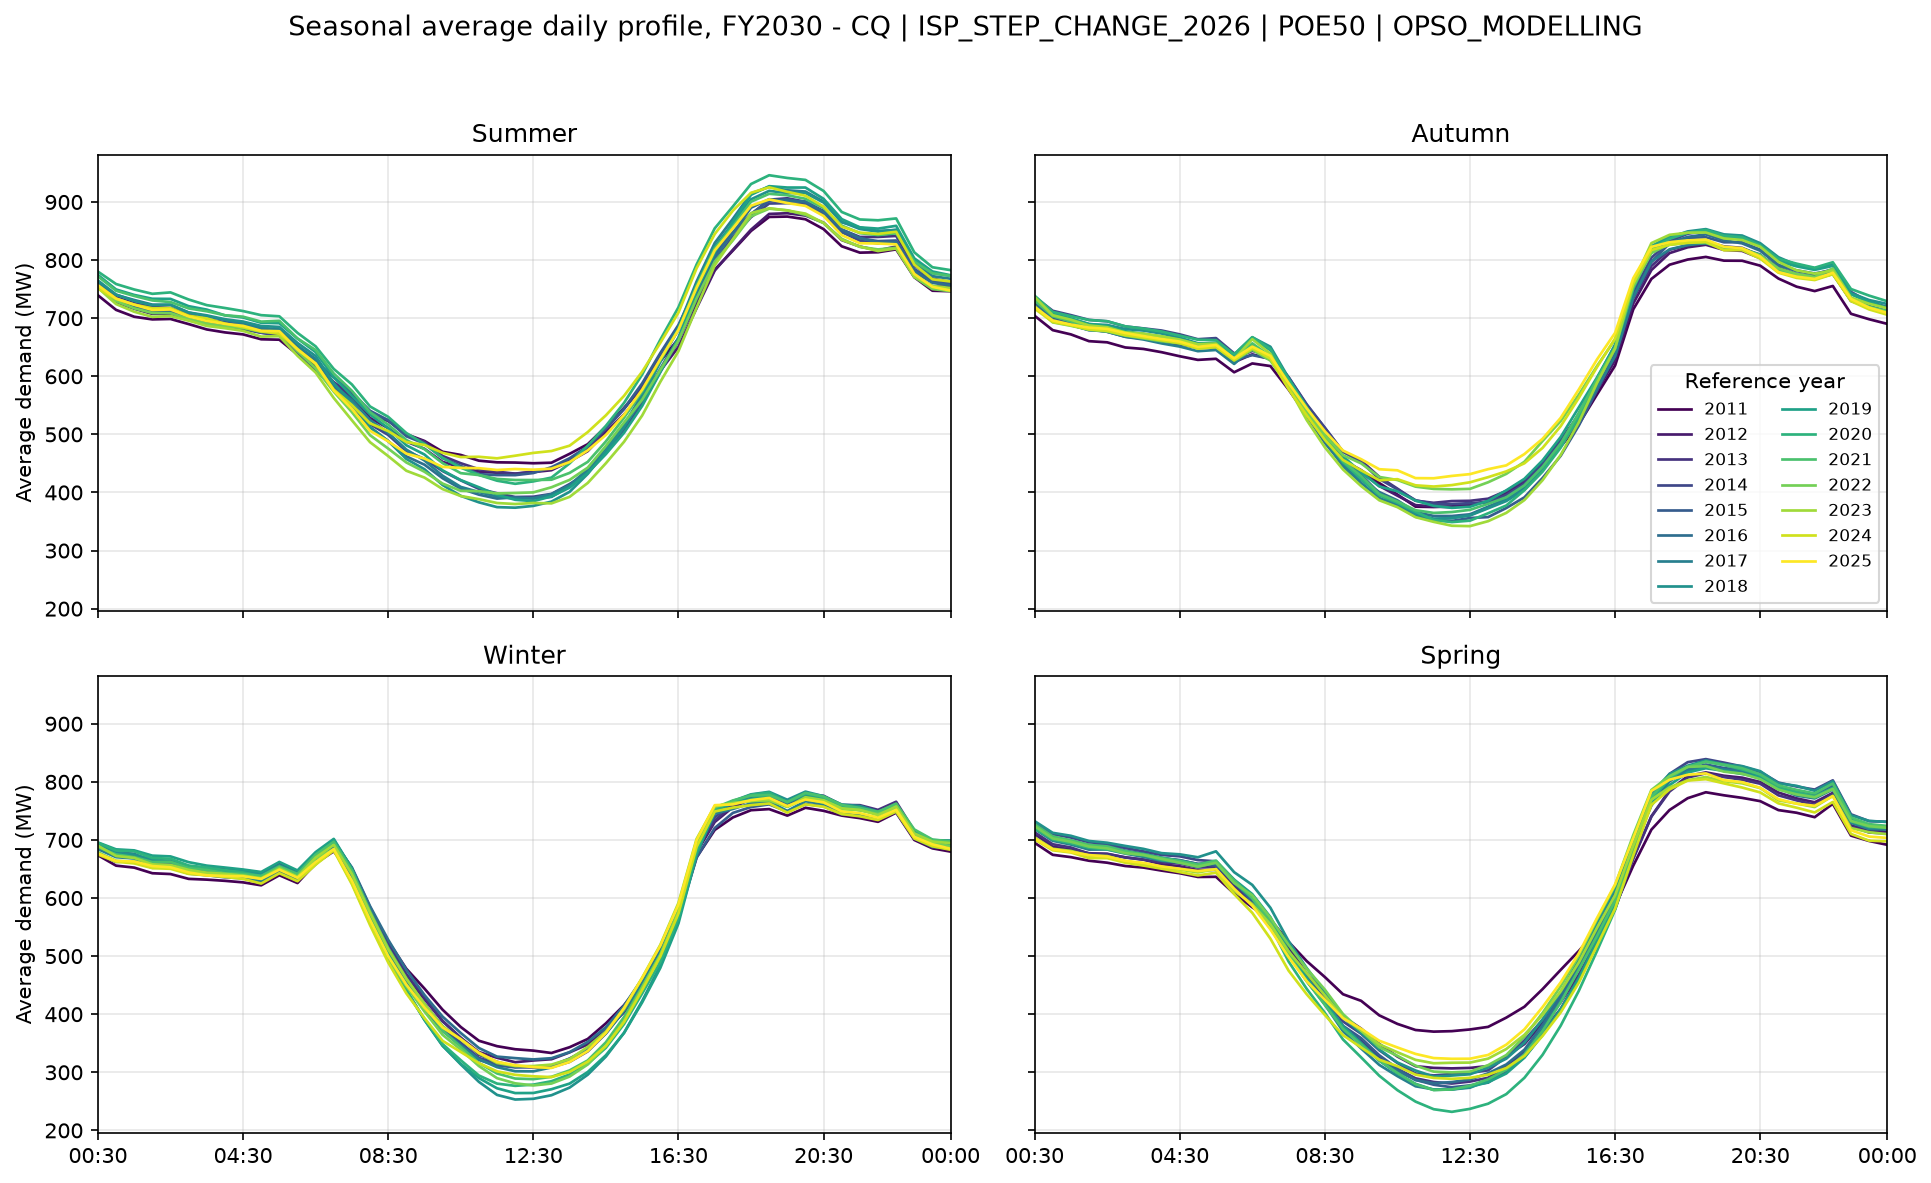 Seasonal average daily profile, FY2030 - CQ | ISP_STEP_CHANGE_2026 | POE50 | OPSO_MODELLING
Summer
Average demand (MW)
900
800
700
600
500
400
300
200
Autumn
Reference year
2011 2019
2012 2020
2013 2021
2014 2022
2015 2023
2016 2024
2017 2025
2018
Winter
Average demand (MW)
900
800
700
600
500
400
300
200
00:30 04:30 08:30 12:30 16:30 20:30 00:00
Spring
00:30 04:30 08:30 12:30 16:30 20:30 00:00